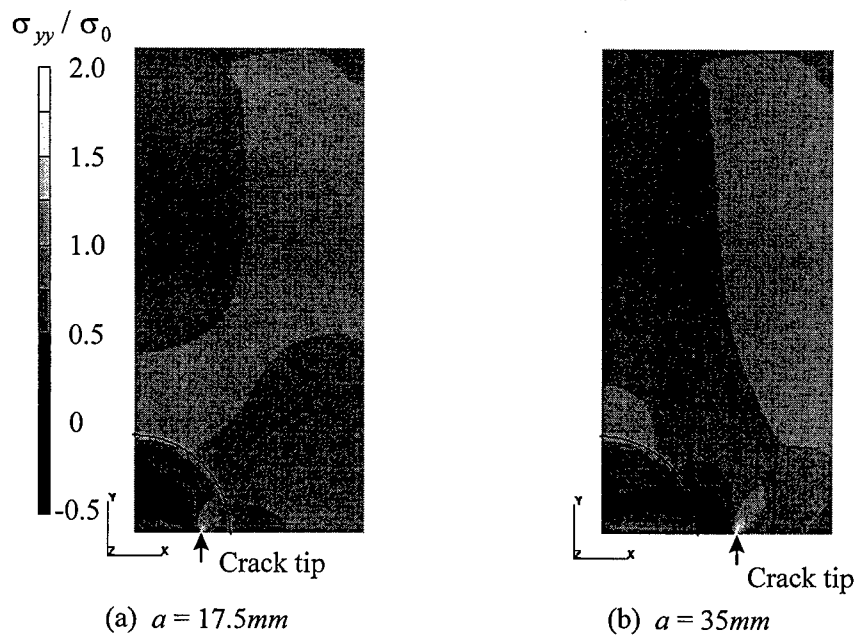 σyy / σ0
2.0
1.5
1.0
0.5
0
-0.5
Y
Z X
Crack tip
(a) a = 17.5mm
Y
Z X
Crack tip
(b) a = 35mm